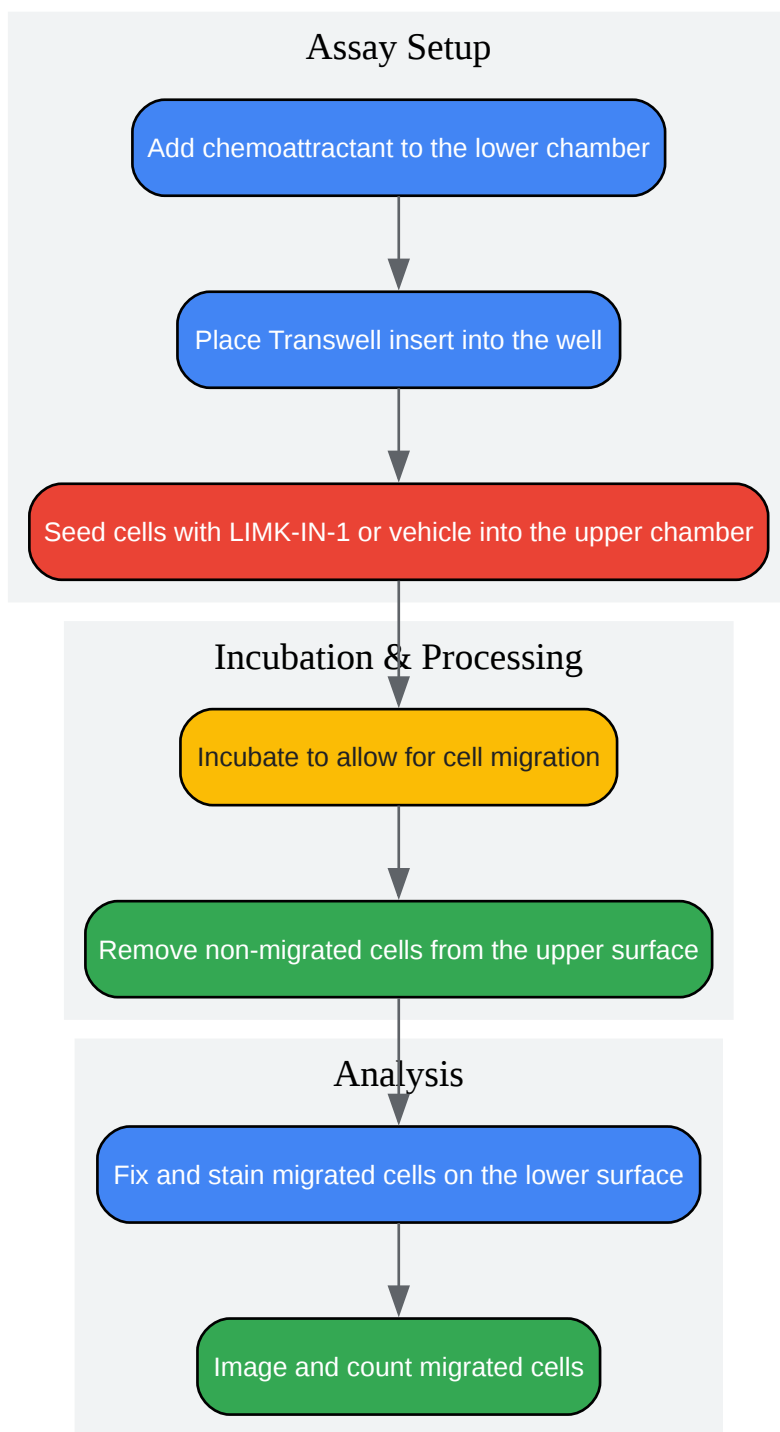 Assay Setup
Add chemoattractant to the lower chamber
Place Transwell insert into the well
Seed cells with LIMK-IN-1 or vehicle into the upper chamber
Incubation & Processing
Incubate to allow for cell migration
Remove non-migrated cells from the upper surface
Analysis
Fix and stain migrated cells on the lower surface
Image and count migrated cells